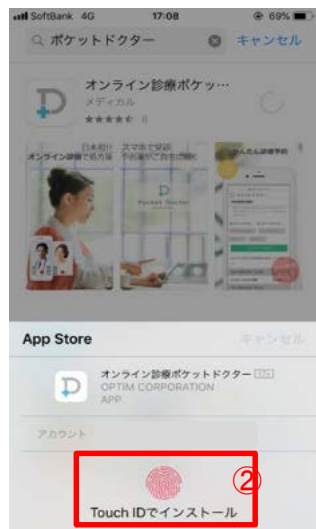 SoftBank 4G 17:08 69%
ポケットドクター キャンセル
オンライン診療ポケッ…
メディカル
日本初!!
オンライン診療で処方薬
スマホで受診
かんたん診療予約
Pocket Doctor
App Store キャンセル
オンライン診療ポケットドクター
OPTIM CORPORATION
APP
アカウント
②
Touch IDでインストール